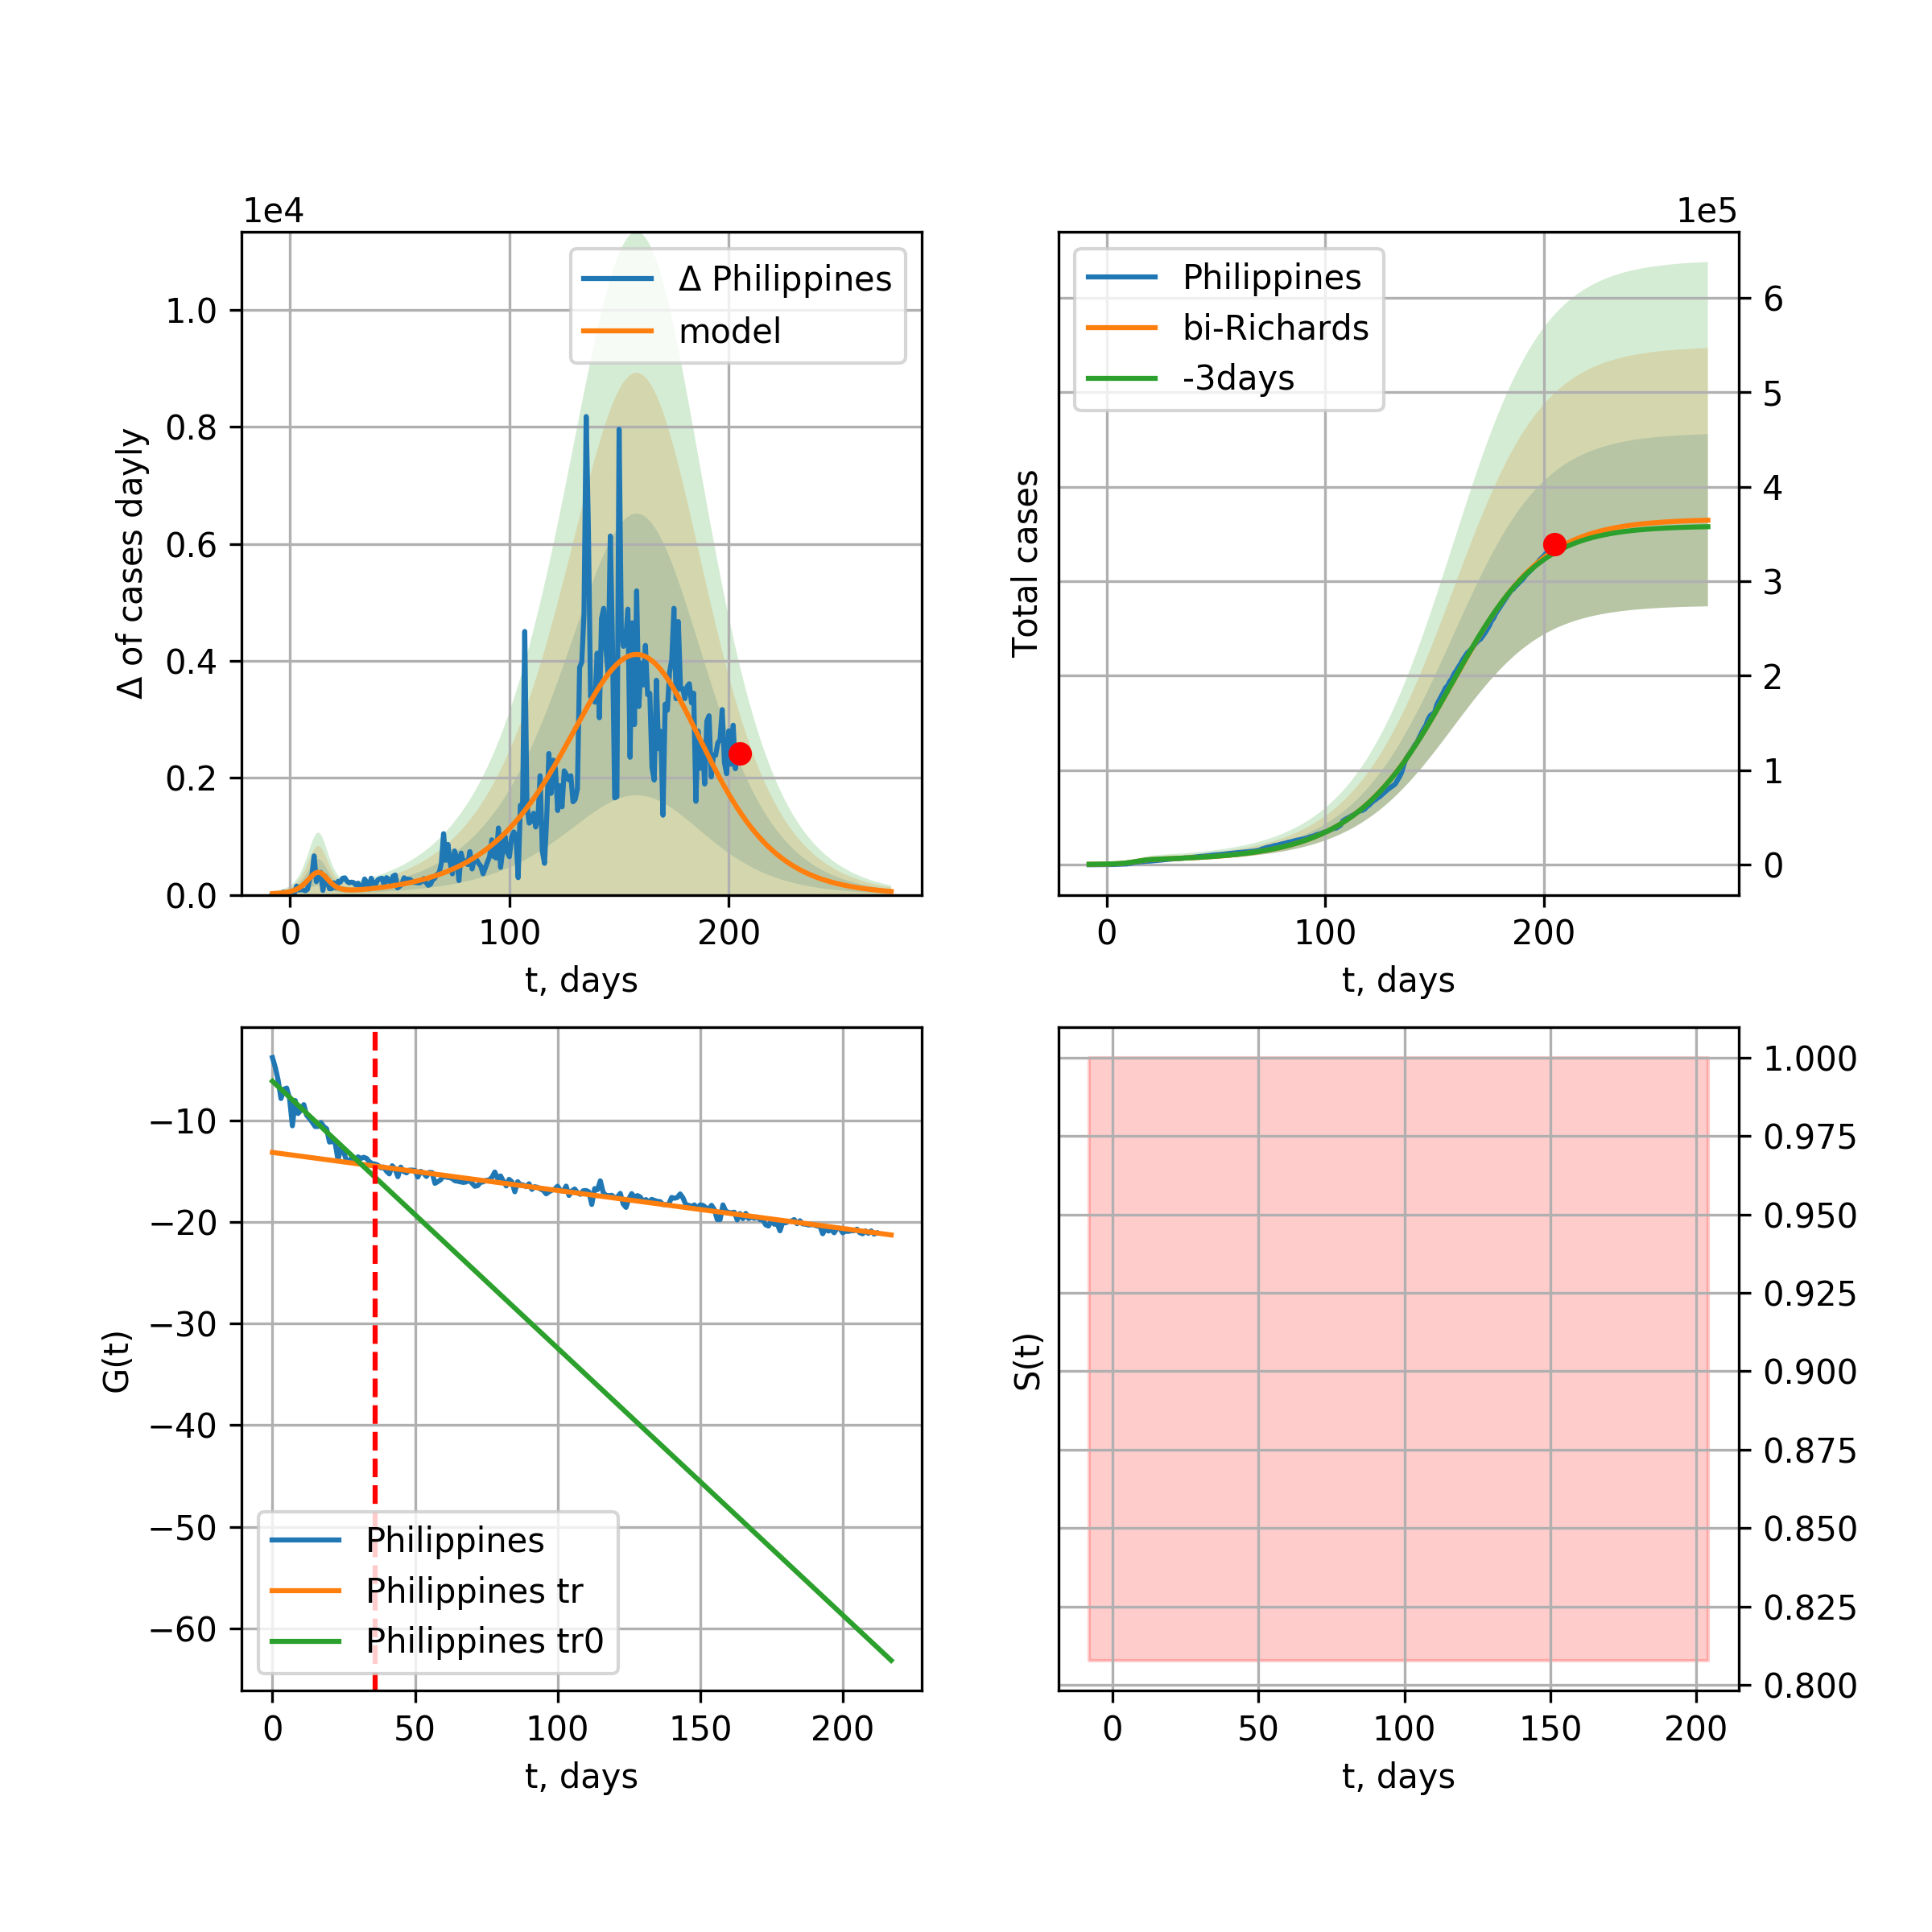 1e4
Δ of cases dayly
1.0
0.8
0.6
0.4
0.2
0.0
Δ Philippines
model
0 100 200
t, days
1e5
Total cases
Philippines
bi-Richards
-3days
6
5
4
3
2
1
0
0 100 200
t, days
G(t)
−10
−20
−30
−40
−50
−60
Philippines
Philippines tr
Philippines tr0
0 50 100 150 200
t, days
S(t)
1.000
0.975
0.950
0.925
0.900
0.875
0.850
0.825
0.800
0 50 100 150 200
t, days